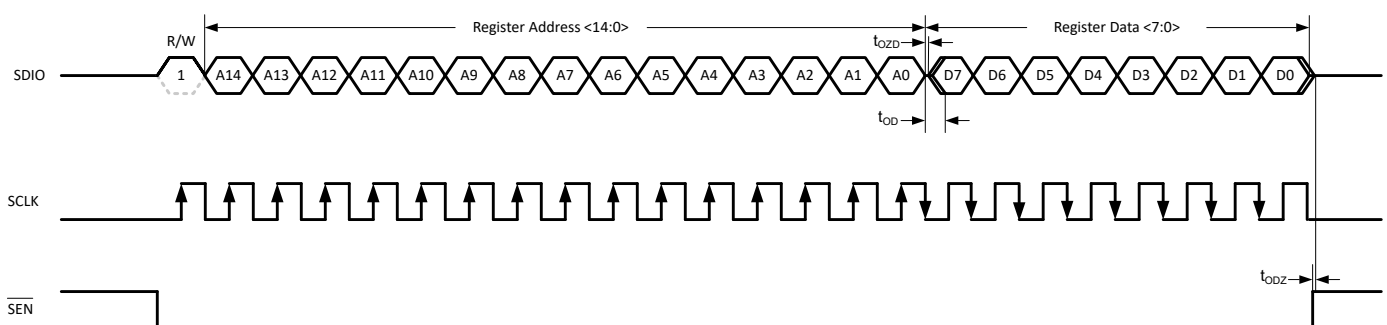 Register Address <14:0> Register Data <7:0>
R/W tOZD
SDIO 1 A14 A13 A12 A11 A10 A9 A8 A7 A6 A5 A4 A3 A2 A1 A0 D7 D6 D5 D4 D3 D2 D1 D0
tOD
SCLK
tODZ
SEN